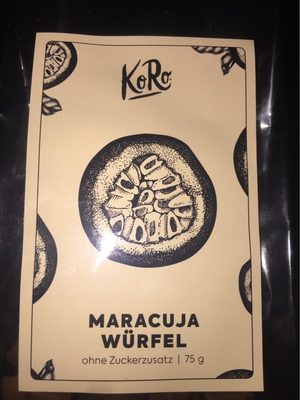 KoRo
MARACUJA
WÜRFEL
ohne Zuckerzusatz | 75 g